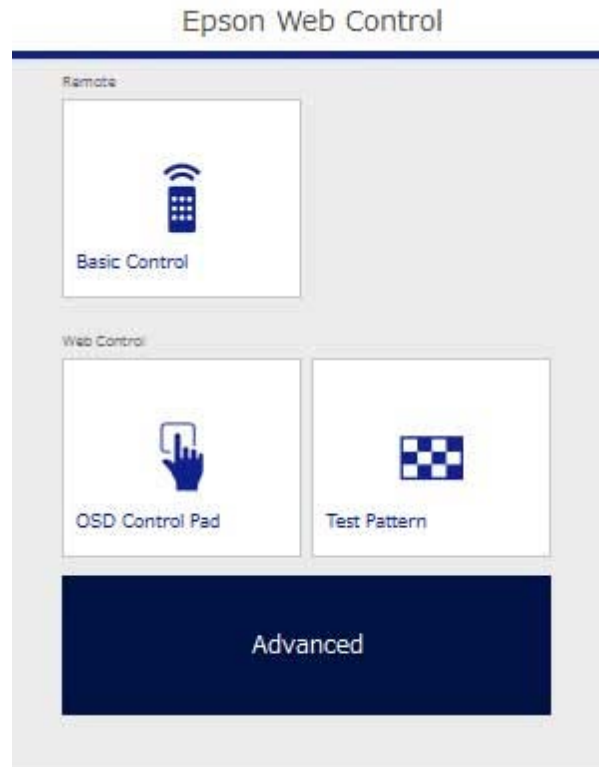 Epson Web Control
Remote
Basic Control
Web Control
OSD Control Pad
Test Pattern
Advanced